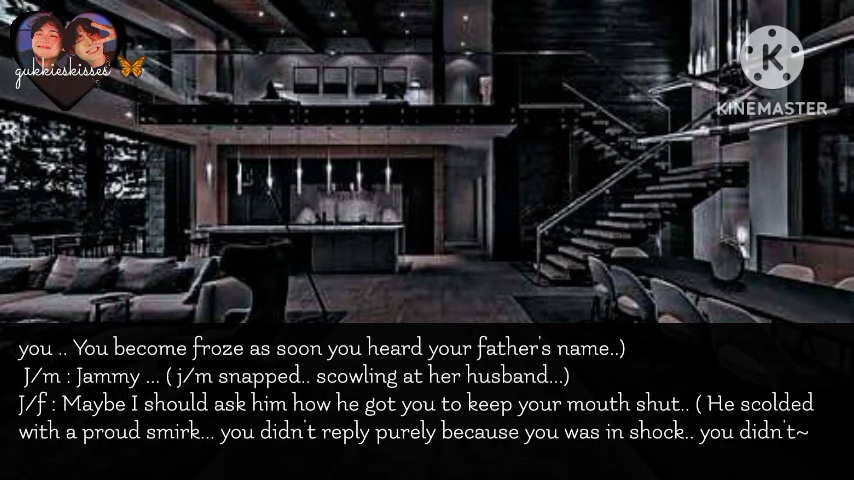 gukkieskisses
KINEMASTER
you .. You become froze as soon you heard your father's name..)
J/m : Jammy ... ( j/m snapped.. scowling at her husband...)
J/f : Maybe I should ask him how he got you to keep your mouth shut.. ( He scolded
with a proud smirk... you didn't reply purely because you was in shock.. you didn't~